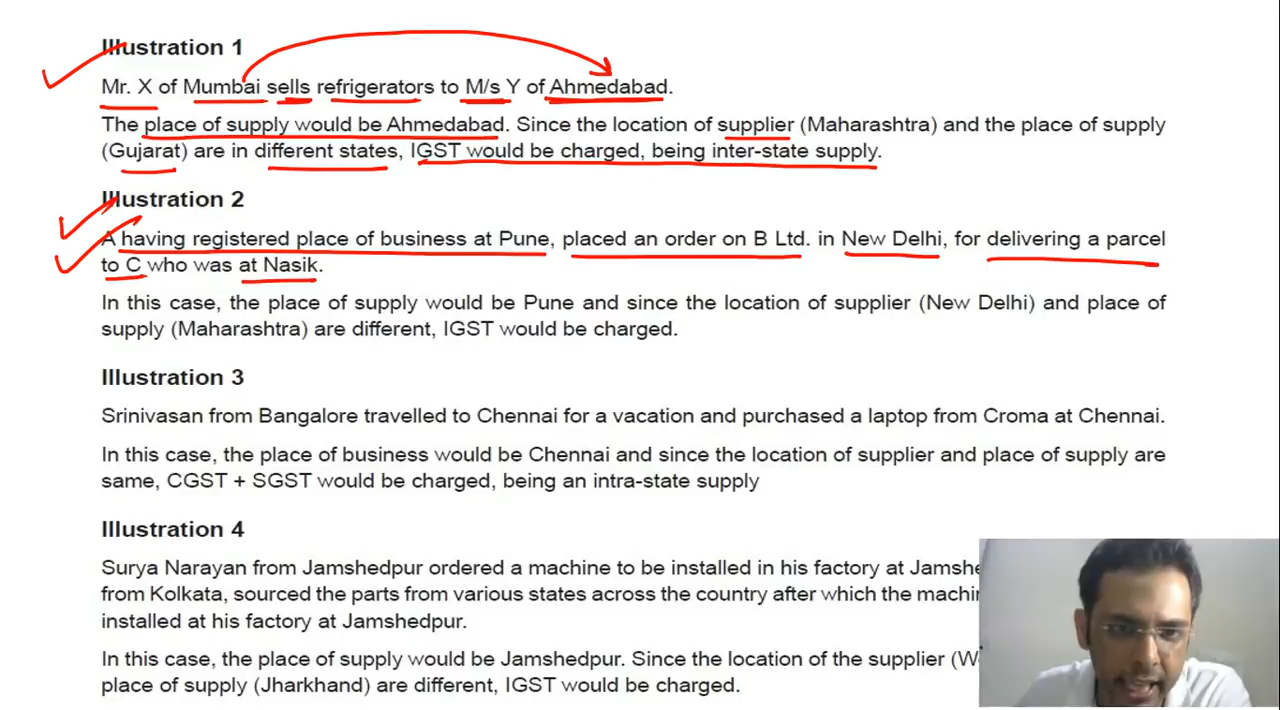 Illustration 1
Mr. X of Mumbai sells refrigerators to M/s Y of Ahmedabad.
The place of supply would be Ahmedabad. Since the location of supplier (Maharashtra) and the place of supply
(Gujarat) are in different states, IGST would be charged, being inter-state supply.
Illustration 2
A having registered place of business at Pune, placed an order on B Ltd. in New Delhi, for delivering a parcel
to C who was at Nasik.
In this case, the place of supply would be Pune and since the location of supplier (New Delhi) and place of
supply (Maharashtra) are different, IGST would be charged.
Illustration 3
Srinivasan from Bangalore travelled to Chennai for a vacation and purchased a laptop from Croma at Chennai.
In this case, the place of business would be Chennai and since the location of supplier and place of supply are
same, CGST + SGST would be charged, being an intra-state supply
Illustration 4
Surya Narayan from Jamshedpur ordered a machine to be installed in his factory at
from Kolkata, sourced the parts from various states across the country after which the
installed at his factory at Jamshedpur.
In this case, the place of supply would be Jamshedpur. Since the location of the supplier
place of supply (Jharkhand) are different, IGST would be charged.